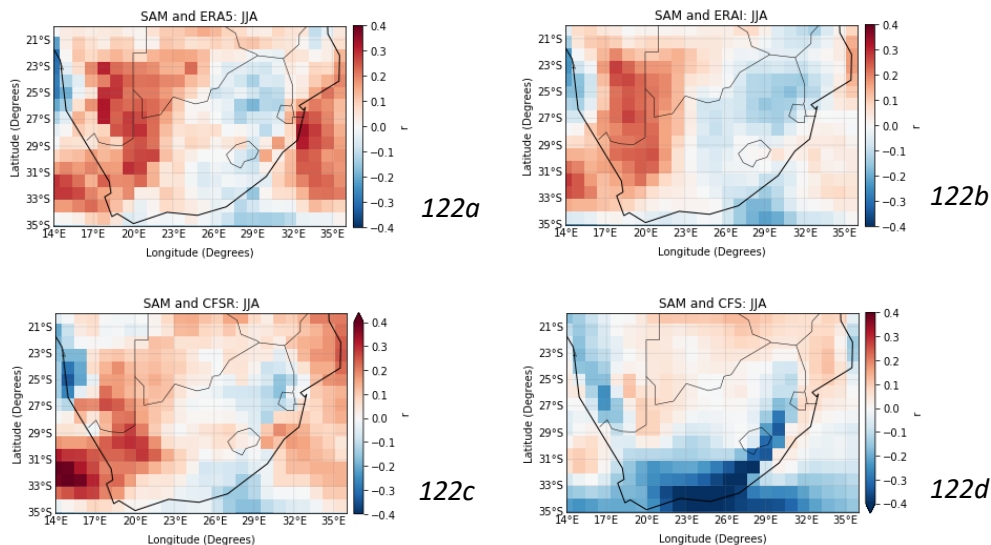 SAM and ERA5: JJA
21°S
23°S
25°S
27°S
29°S
31°S
33°S
35°S
14°E 17°E 20°E 23°E 26°E 29°E 32°E 35°E
Latitude (Degrees)
Longitude (Degrees)
0.4
0.3
0.2
0.1
0.0
−0.1
−0.2
−0.3
−0.4
r
122a
SAM and ERAI: JJA
21°S
23°S
25°S
27°S
29°S
31°S
33°S
35°S
14°E 17°E 20°E 23°E 26°E 29°E 32°E 35°E
Latitude (Degrees)
Longitude (Degrees)
0.4
0.3
0.2
0.1
0.0
−0.1
−0.2
−0.3
−0.4
r
122b
SAM and CFSR: JJA
21°S
23°S
25°S
27°S
29°S
31°S
33°S
35°S
14°E 17°E 20°E 23°E 26°E 29°E 32°E 35°E
Latitude (Degrees)
Longitude (Degrees)
0.4
0.3
0.2
0.1
0.0
−0.1
−0.2
−0.3
−0.4
r
122c
SAM and CFS: JJA
21°S
23°S
25°S
27°S
29°S
31°S
33°S
35°S
14°E 17°E 20°E 23°E 26°E 29°E 32°E 35°E
Latitude (Degrees)
Longitude (Degrees)
0.4
0.3
0.2
0.1
0.0
−0.1
−0.2
−0.3
−0.4
r
122d